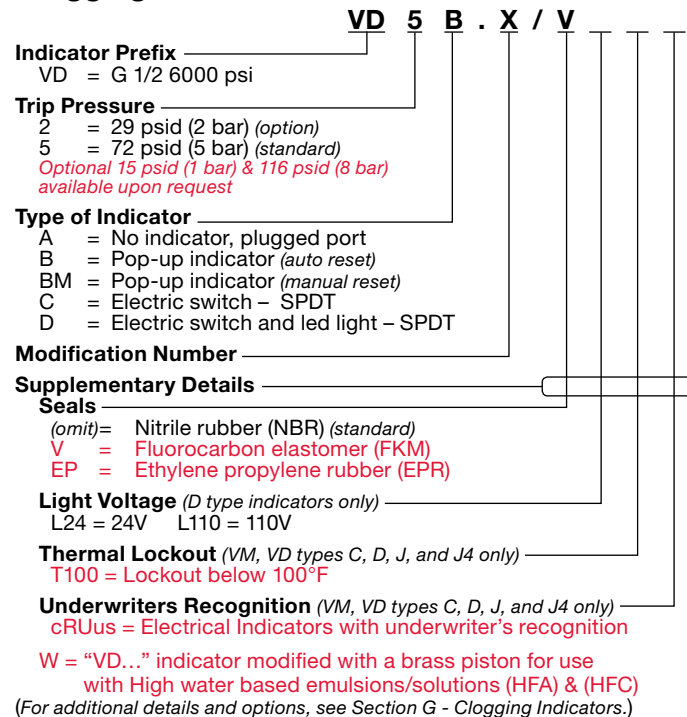 VD 5 B . X / V _ _ _
Indicator Prefix
VD = G 1/2 6000 psi
Trip Pressure
2 = 29 psid (2 bar) (option)
5 = 72 psid (5 bar) (standard)
Optional 15 psid (1 bar) & 116 psid (8 bar)
available upon request
Type of Indicator
A = No indicator, plugged port
B = Pop-up indicator (auto reset)
BM = Pop-up indicator (manual reset)
C = Electric switch – SPDT
D = Electric switch and led light – SPDT
Modification Number
Supplementary Details
Seals
(omit)= Nitrile rubber (NBR) (standard)
V = Fluorocarbon elastomer (FKM)
EP = Ethylene propylene rubber (EPR)
Light Voltage (D type indicators only)
L24 = 24V L110 = 110V
Thermal Lockout (VM, VD types C, D, J, and J4 only)
T100 = Lockout below 100°F
Underwriters Recognition (VM, VD types C, D, J, and J4 only)
cRUus = Electrical Indicators with underwriter's recognition
W = “VD…” indicator modified with a brass piston for use
with High water based emulsions/solutions (HFA) & (HFC)
(For additional details and options, see Section G - Clogging Indicators.)